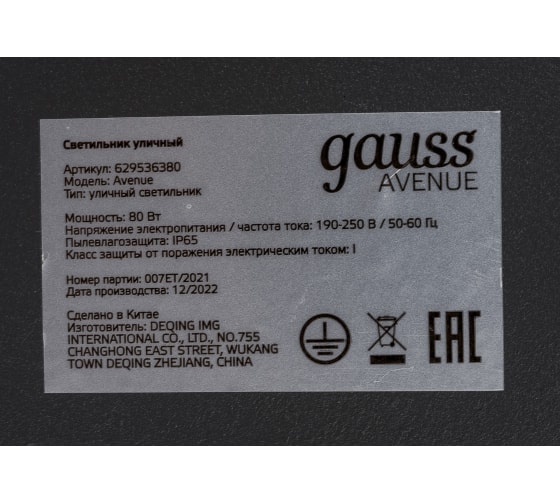 Светильник уличный
gauss
AVENUE
Артикул: 629536380
Модель: Avenue
Тип: уличный светильник
Мощность: 80 Вт
Напряжение электропитания / частота тока: 190-250 В / 50-60 Гц
Пылевлагозащита: IP65
Класс защиты от поражения электрическим током: I
Номер партии: 007ET/2021
Дата производства: 12/2022
Сделано в Китае
Изготовитель: DEQING IMG
INTERNATIONAL CO., LTD., NO.755
CHANGHONG EAST STREET, WUKANG
TOWN DEQING ZHEJIANG, CHINA
EAC